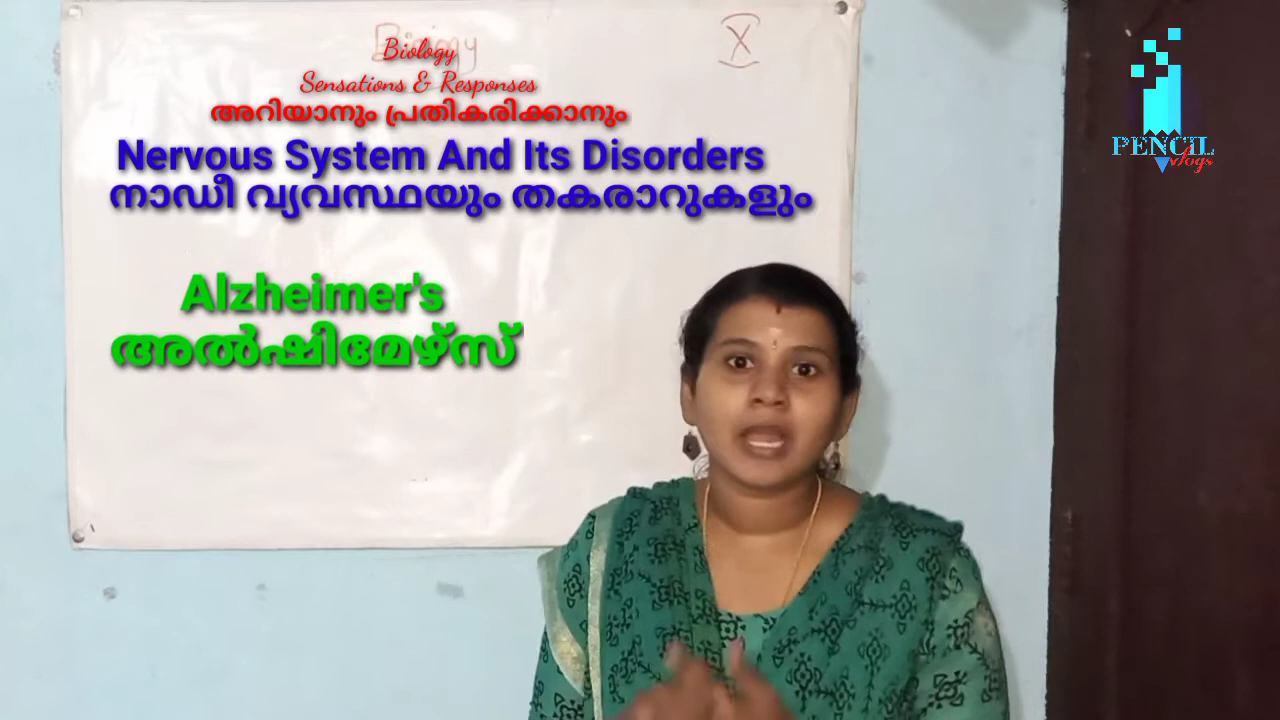 Biology
X
Biology
Sensations & Responses
അറിയാനും പ്രതികരിക്കാനും
Nervous System And Its Disorders
നാഡീ വ്യവസ്ഥയും തകരാറുകളും
Alzheimer's
അൽഷിമേഴ്സ്
PENCIL
vlogs